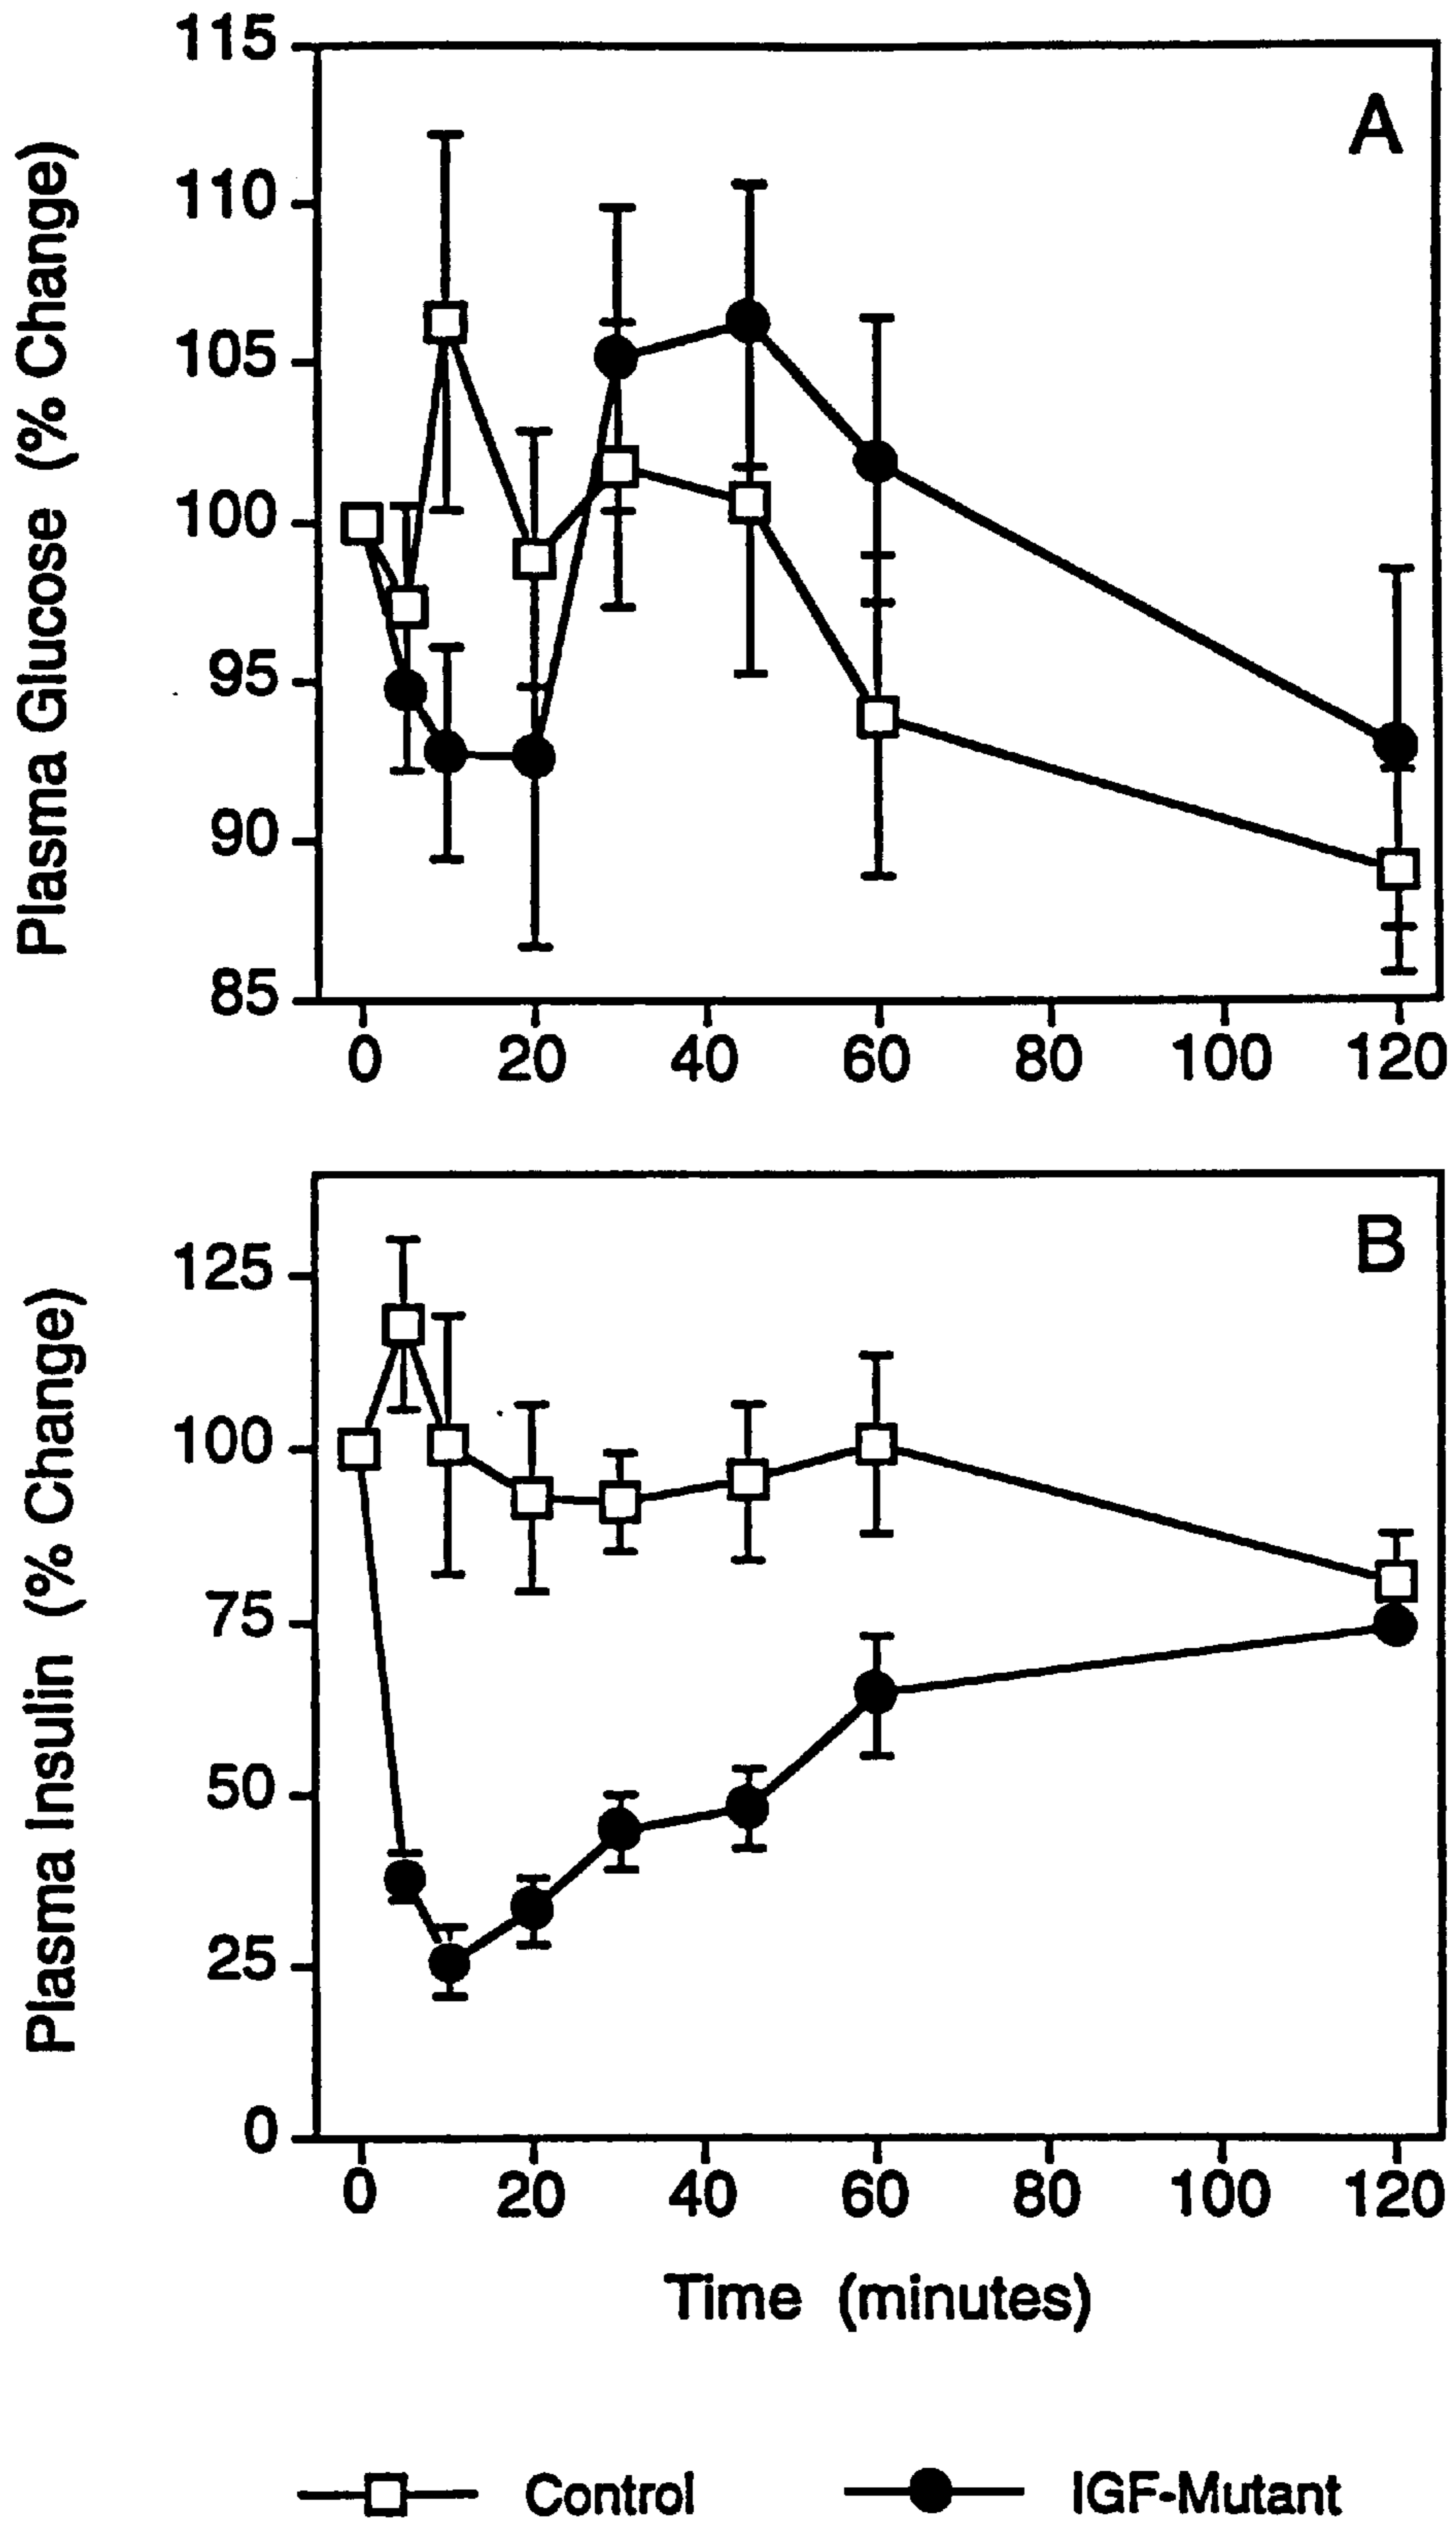 Plasma Glucose (% Change)
115
110
105
100
95
90
85
A
0 20 40 60 80 100 120
Plasma Insulin (% Change)
125
100
75
50
25
0
B
0 20 40 60 80 100 120
Time (minutes)
Control IGF-Mutant